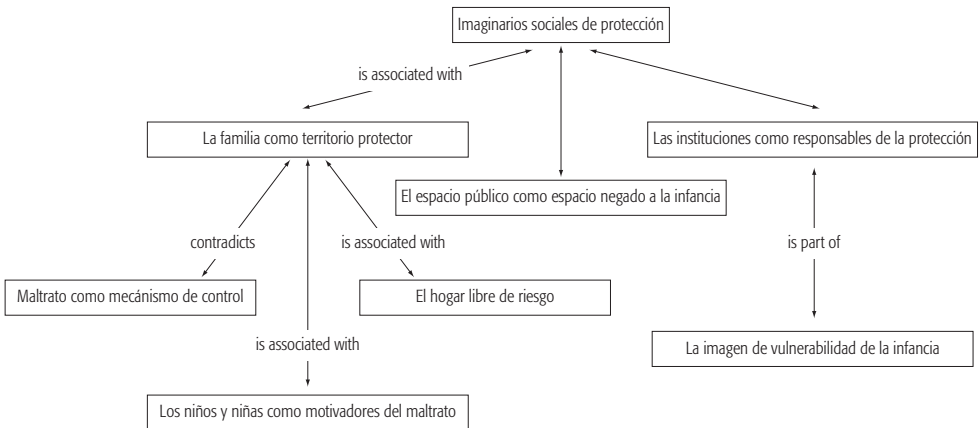 Imaginarios sociales de protección
is associated with
La familia como territorio protector
Las instituciones como responsables de la protección
El espacio público como espacio negado a la infancia
contradicts
is associated with
is part of
Maltrato como mecánismo de control
El hogar libre de riesgo
is associated with
La imagen de vulnerabilidad de la infancia
Los niños y niñas como motivadores del maltrato